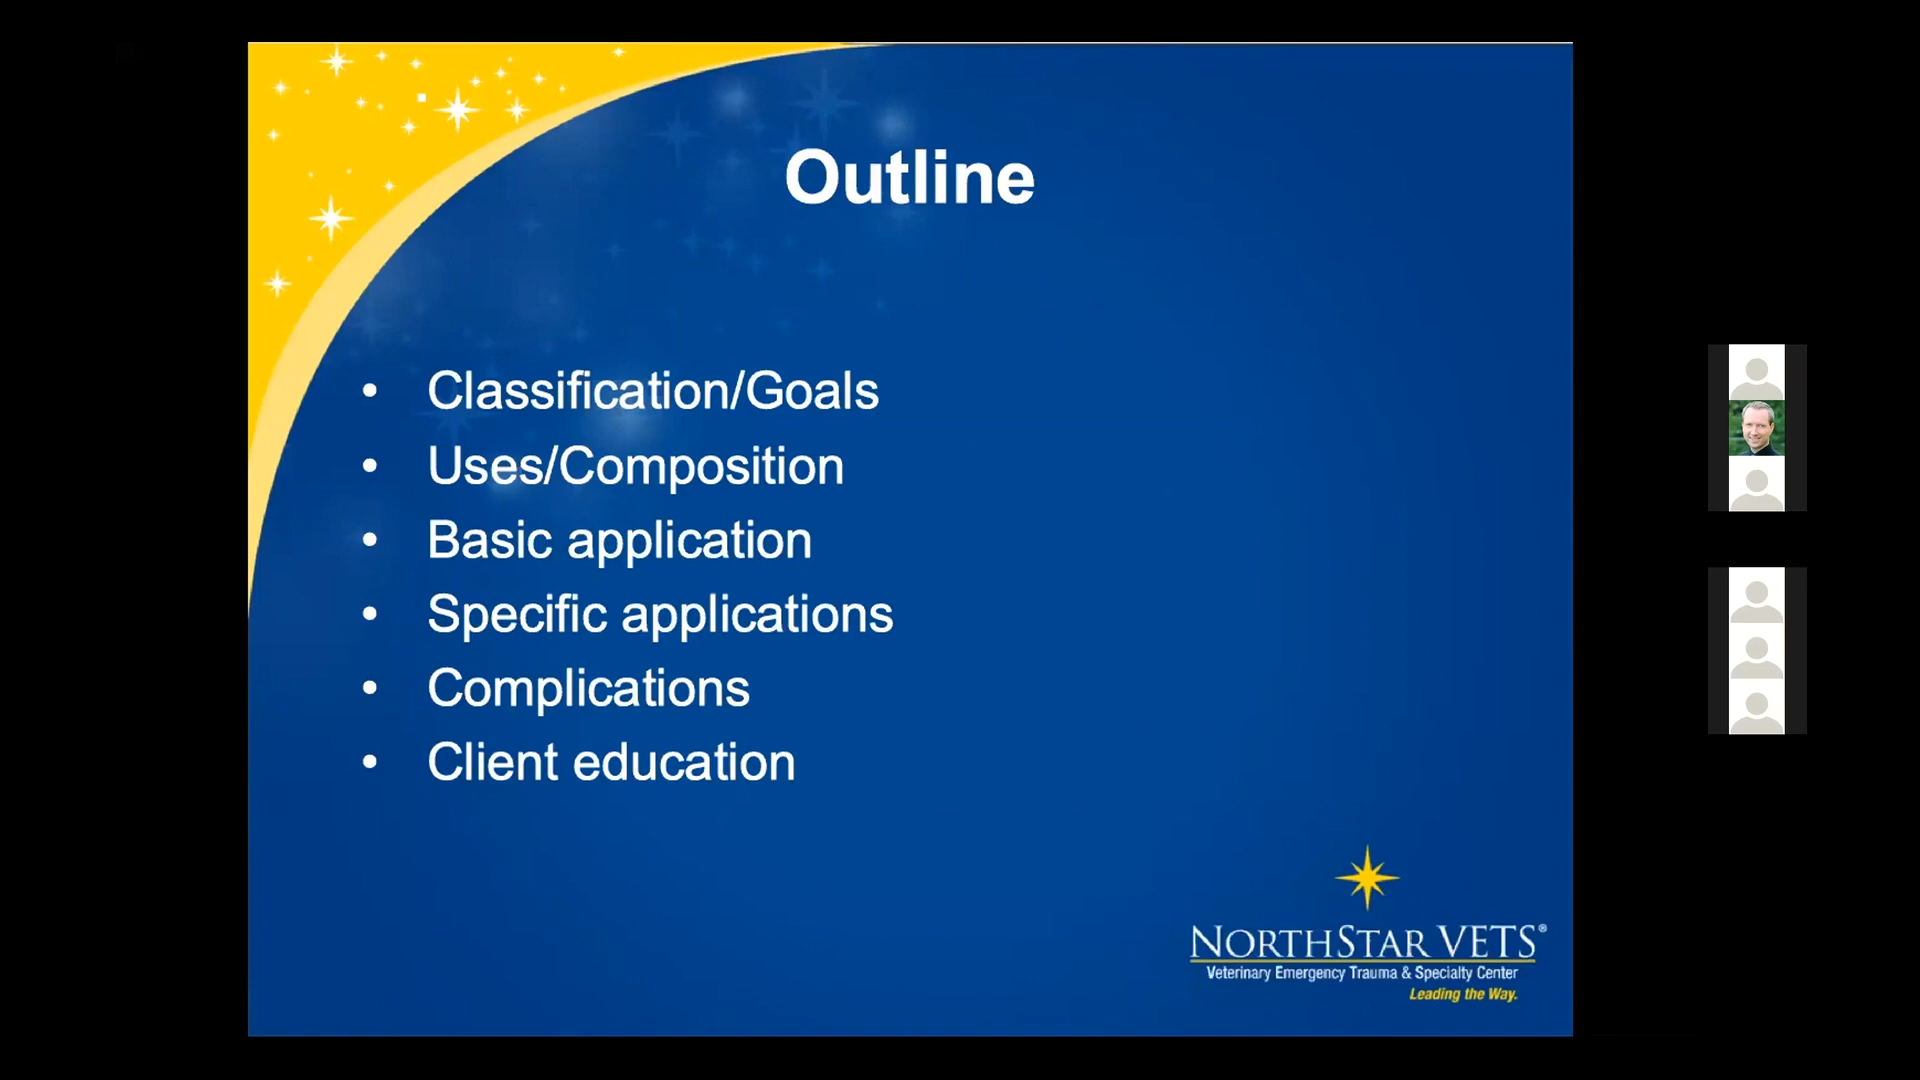 Outline
• Classification/Goals
• Uses/Composition
• Basic application
• Specific applications
• Complications
• Client education
NORTHSTAR VETS®
Veterinary Emergency Trauma & Specialty Center
Leading the Way.